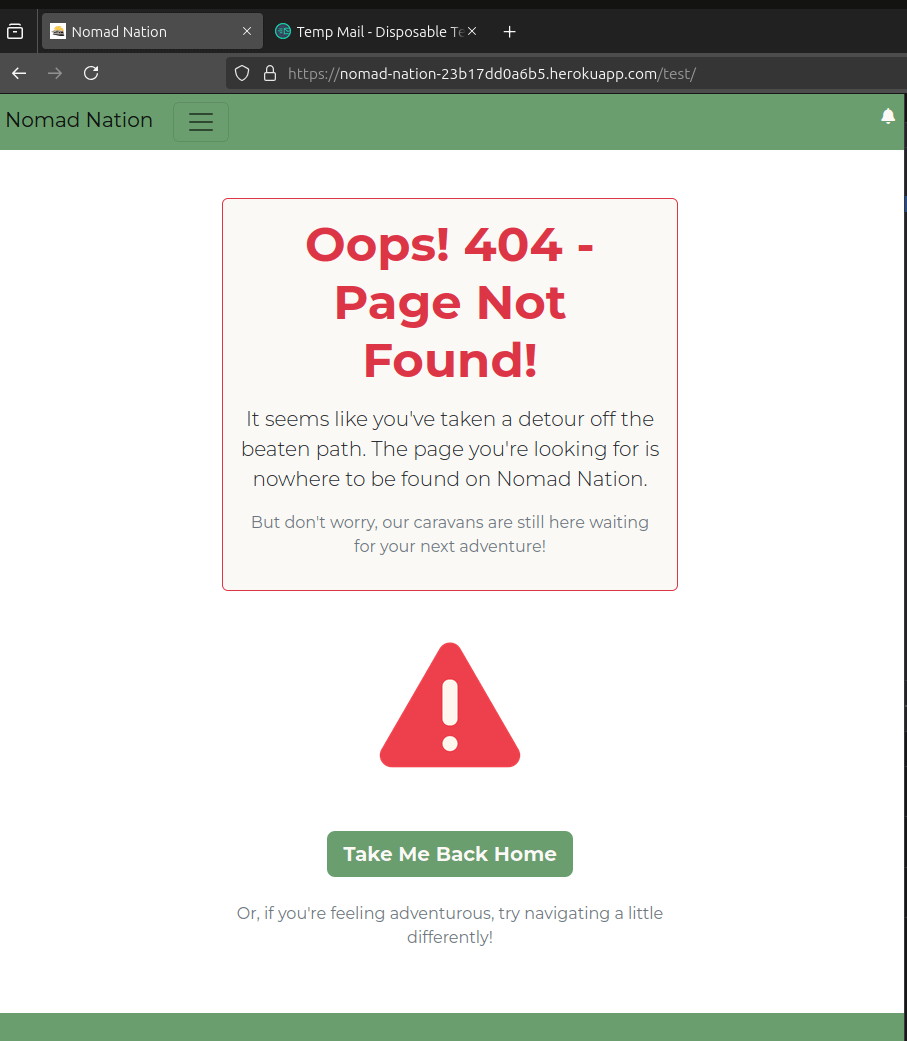 Nomad Nation
Temp Mail - Disposable Te
https://nomad-nation-23b17dd0a6b5.herokuapp.com/test/
Nomad Nation
Oops! 404 -
Page Not
Found!
It seems like you've taken a detour off the
beaten path. The page you're looking for is
nowhere to be found on Nomad Nation.
But don't worry, our caravans are still here waiting
for your next adventure!
Take Me Back Home
Or, if you're feeling adventurous, try navigating a little
differently!